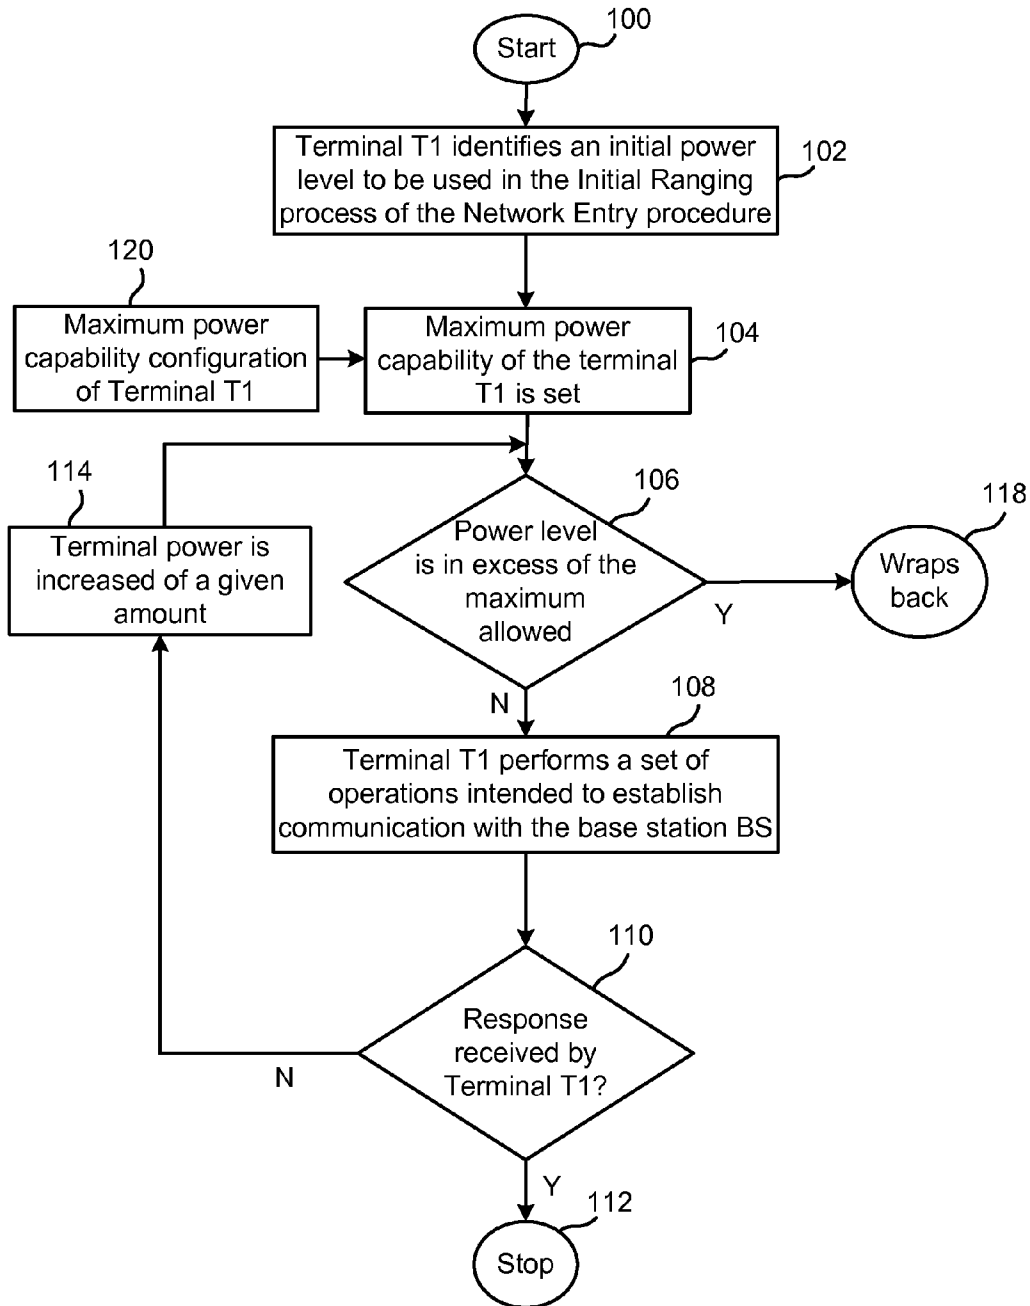 100
Start
Terminal T1 identifies an initial power
level to be used in the Initial Ranging
process of the Network Entry procedure
102
120
Maximum power
capability configuration
of Terminal T1
Maximum power
capability of the terminal
T1 is set
104
114
Terminal power is
increased of a given
amount
106
Power level
is in excess of the
maximum
allowed
Y
118
Wraps
back
N
108
Terminal T1 performs a set of
operations intended to establish
communication with the base station BS
110
Response
received by
Terminal T1?
N
Y
112
Stop